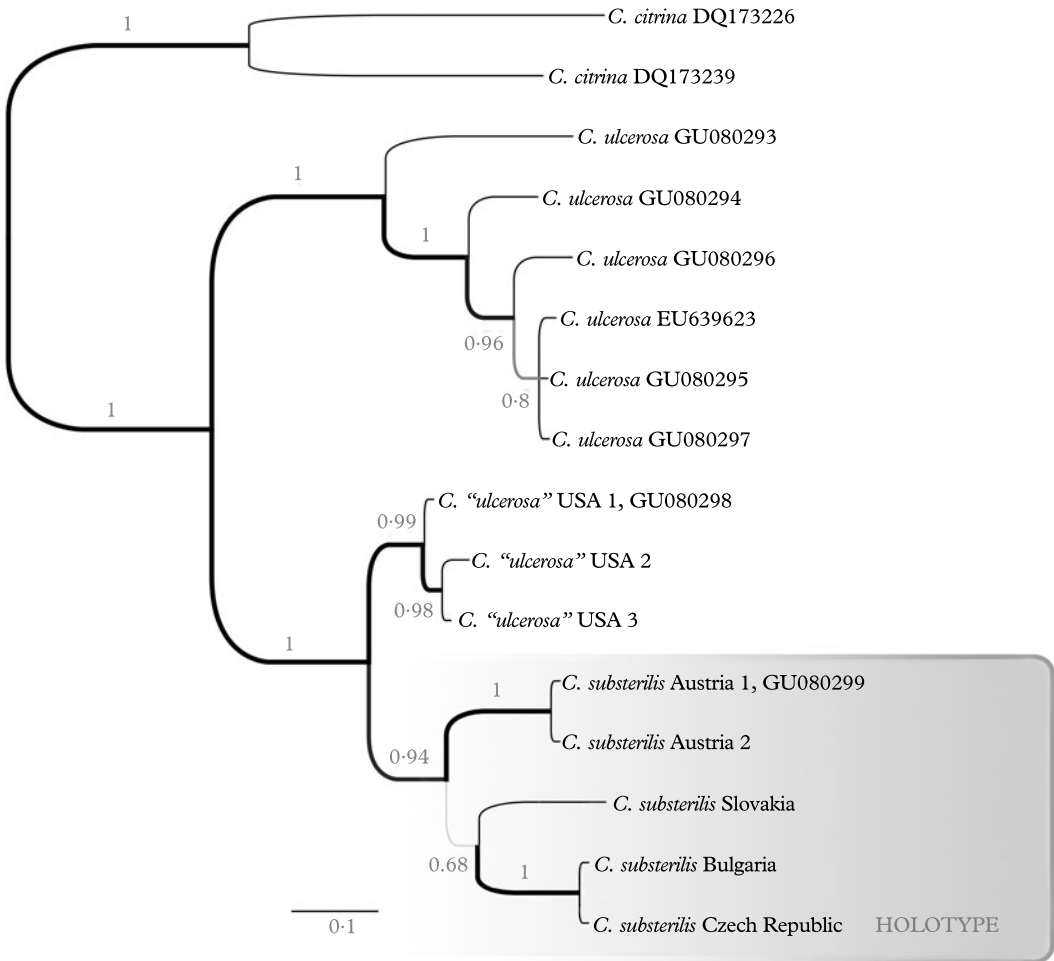 1
C. citrina DQ173226
C. citrina DQ173239
C. ulcerosa GU080293
1
C. ulcerosa GU080294
1
C. ulcerosa GU080296
C. ulcerosa EU639623
0·96
C. ulcerosa GU080295
0·8
1
C. ulcerosa GU080297
C. “ulcerosa” USA 1, GU080298
0·99
C. “ulcerosa” USA 2
0·98
C. “ulcerosa” USA 3
1
C. substerilis Austria 1, GU080299
1
C. substerilis Austria 2
0·94
C. substerilis Slovakia
0.68
C. substerilis Bulgaria
1
C. substerilis Czech Republic HOLOTYPE
0·1